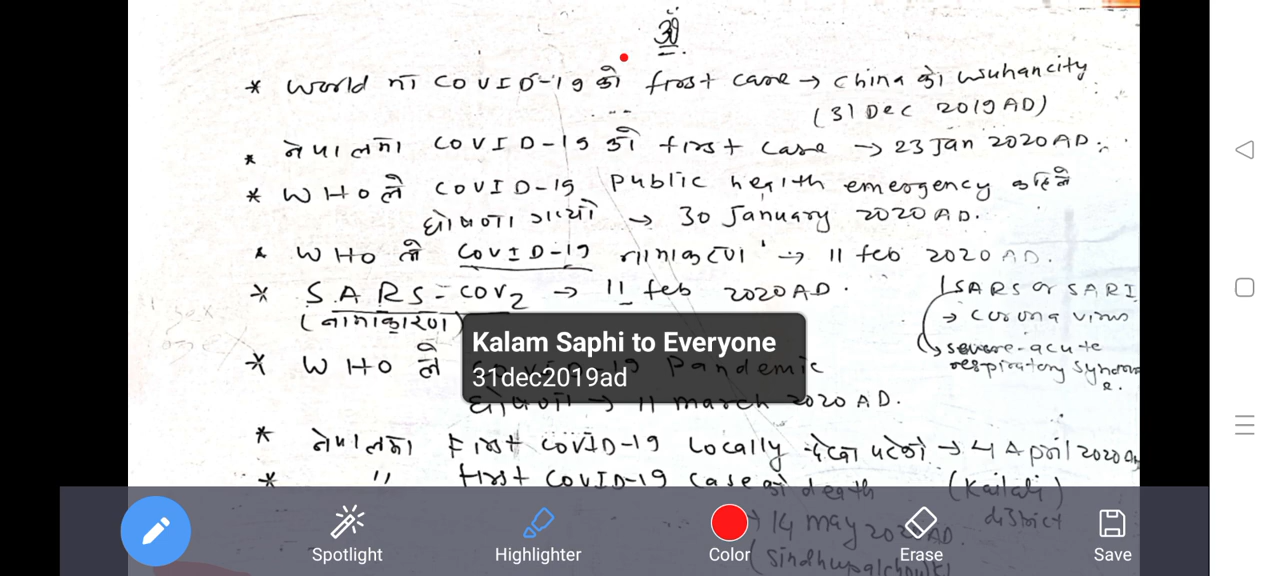 ॐ
* world मा COVID-19 को first case → China को wuhan city
(31 Dec 2019 AD)
* नेपालमा COVID-19 को first case → 23 Jan 2020 AD.
* WHO ले COVID-19 Public health emergency कहिले
घोषणा गर्यो → 30 January 2020 AD.
* WHO ले COVID-19 नामाकरण → 11 feb 2020 AD.
* SARS-COV2 → 11 feb 2020 AD.
(नामाकरण)
SARS or SARI
→ corona virus
→ severe-acute
respiratory
* WHO ले Pandemic
घोषणा → 11 march 2020 AD.
Kalam Saphi to Everyone
31dec2019ad
* नेपालमा First COVID-19 Locally देखा परेको → 4 April 2020
(Kailali)
district
* " first COVID-19 case को death
→ 14 may 2020 AD.
Spotlight
Highlighter
Color
Erase
Save